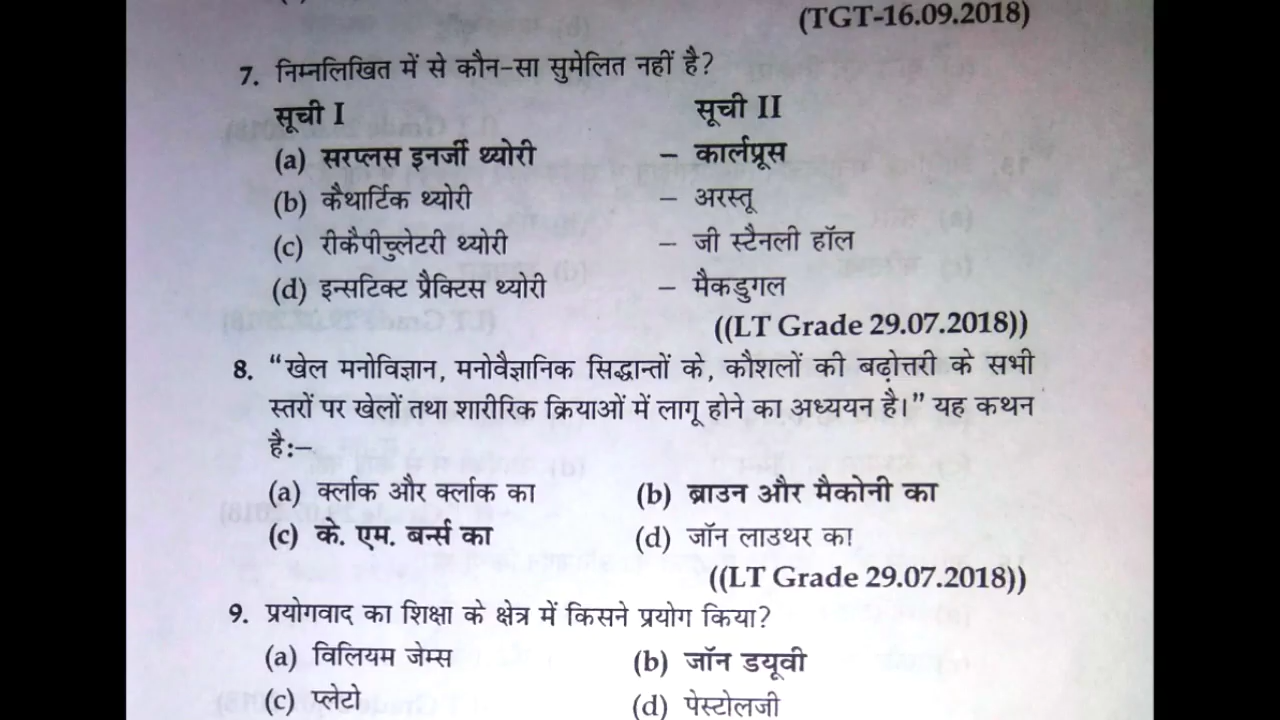 (TGT-16.09.2018)
7. निम्नलिखित में से कौन-सा सुमेलित नहीं है?
सूची I सूची II
(a) सरप्लस इनर्जी थ्योरी – कार्लप्रूस
(b) कैथार्टिक थ्योरी – अरस्तू
(c) रीकैपीच्लेटरी थ्योरी – जी स्टैनली हॉल
(d) इन्सटिक्ट प्रैक्टिस थ्योरी – मैकडुगल
((LT Grade 29.07.2018))
8. “खेल मनोविज्ञान, मनोवैज्ञानिक सिद्धान्तों के, कौशलों की बढ़ोत्तरी के सभी
स्तरों पर खेलों तथा शारीरिक क्रियाओं में लागू होने का अध्ययन है।” यह कथन
है:–
(a) क्लार्क और क्लार्क का (b) ब्राउन और मैकोनी का
(c) के. एम. बर्न्स का (d) जॉन लाउथर का
((LT Grade 29.07.2018))
9. प्रयोगवाद का शिक्षा के क्षेत्र में किसने प्रयोग किया?
(a) विलियम जेम्स (b) जॉन डयूवी
(c) प्लेटो (d) पेस्टोलजी